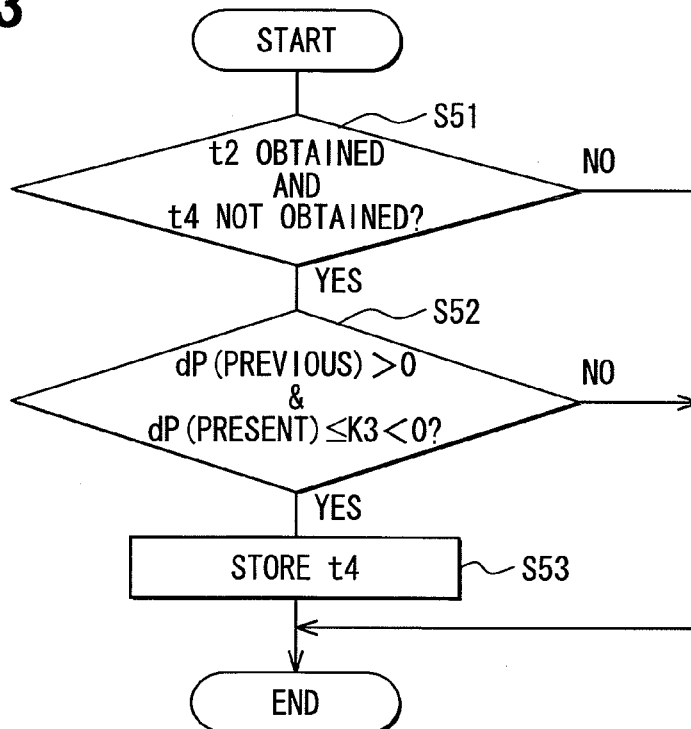 3
START
S51
t2 OBTAINED
AND
t4 NOT OBTAINED?
NO
YES
S52
dP(PREVIOUS)>0
&
dP(PRESENT)≤K3<0?
NO
YES
STORE t4
S53
END